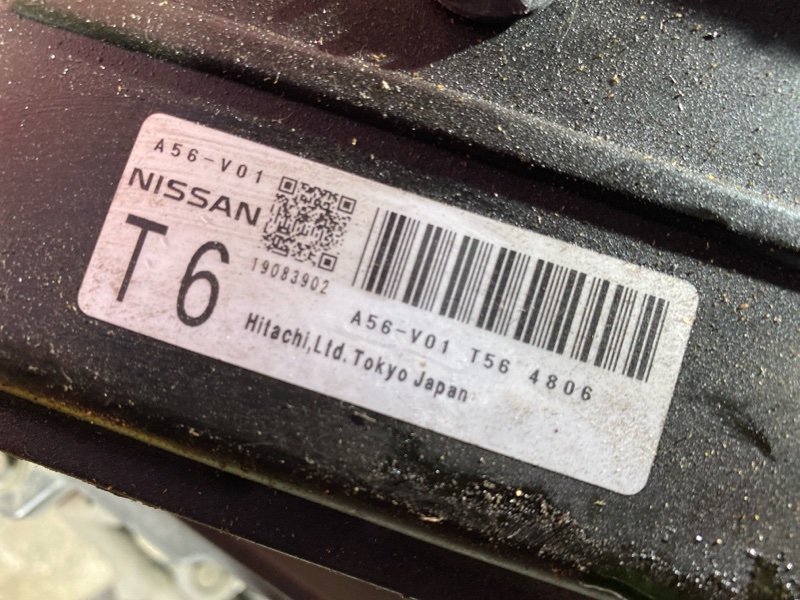 A56-V01
NISSAN
T6
19083902
A56-V01 T56 4806
Hitachi,Ltd.Tokyo Japan